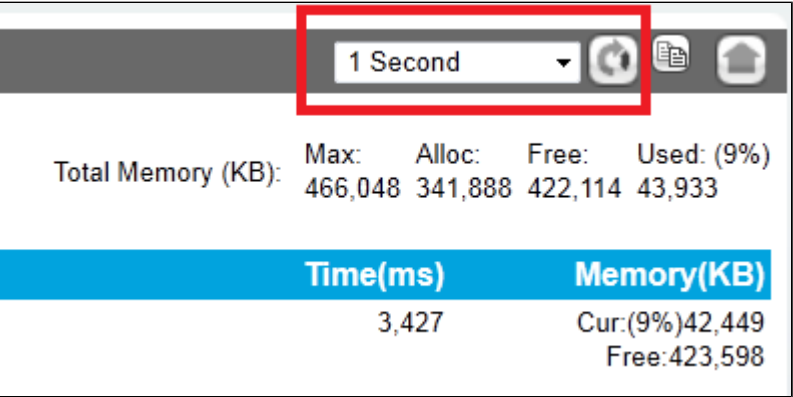 1 Second
Total Memory (KB): Max: Alloc: Free: Used: (9%)
466,048 341,888 422,114 43,933
Time(ms) Memory(KB)
3,427 Cur:(9%)42,449
Free:423,598